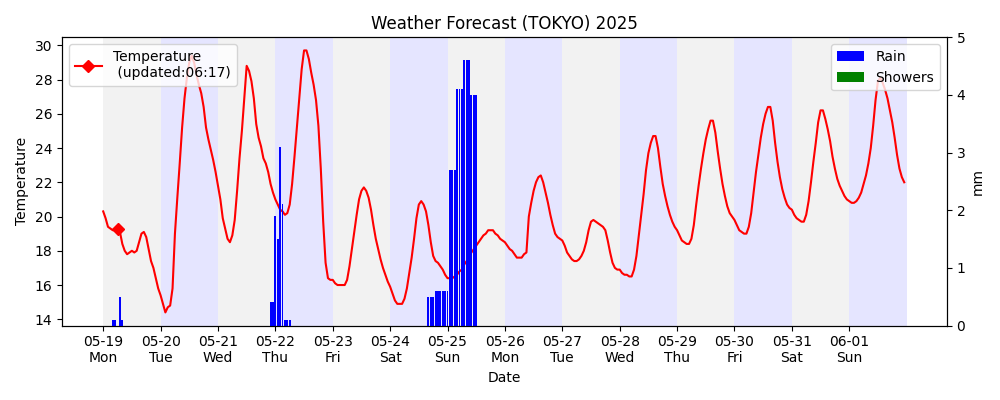 Weather Forecast (TOKYO) 2025
Temperature
(updated:06:17)
Rain
Showers
Temperature
30
28
26
24
22
20
18
16
14
5
4
3
2
1
0
mm
05-19 05-20 05-21 05-22 05-23 05-24 05-25 05-26 05-27 05-28 05-29 05-30 05-31 06-01
Mon Tue Wed Thu Fri Sat Sun Mon Tue Wed Thu Fri Sat Sun
Date